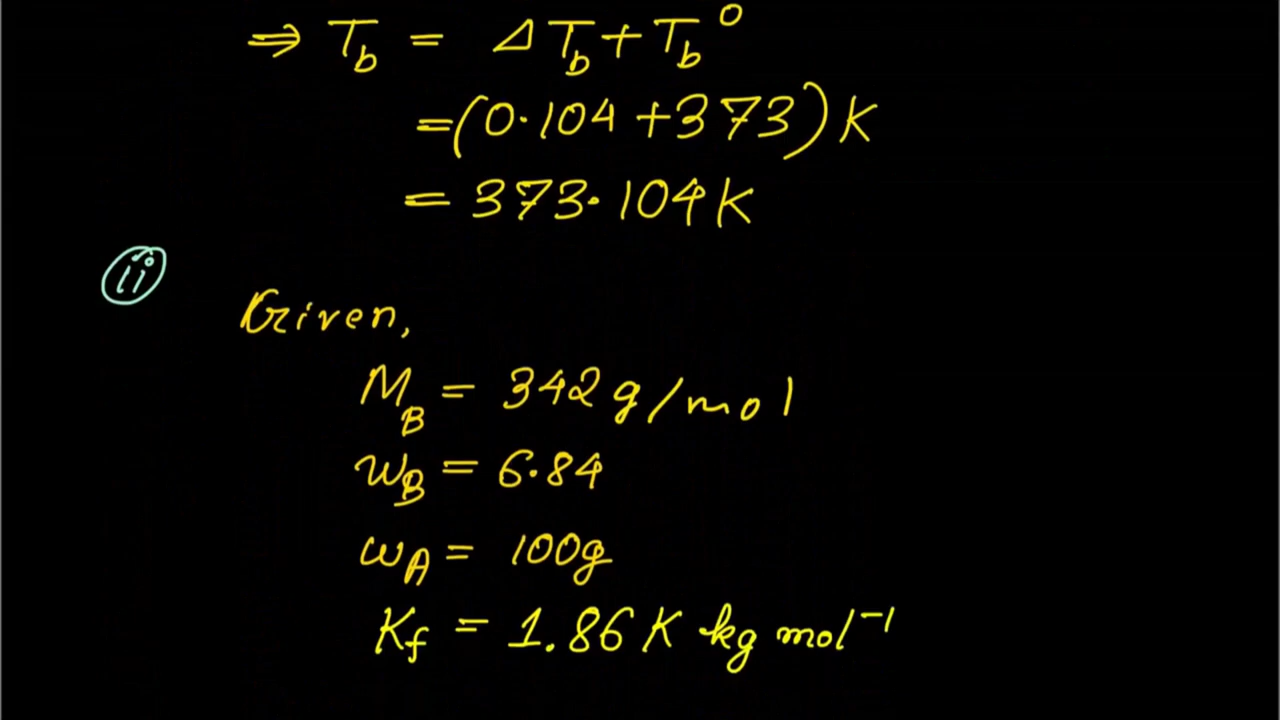 ⇒ T_b = ΔT_b + T_b°
= (0.104 + 373) K
= 373.104 K
(ii)
Given,
M_B = 342 g/mol
w_B = 6.84
w_A = 100g
K_f = 1.86 K kg mol⁻¹